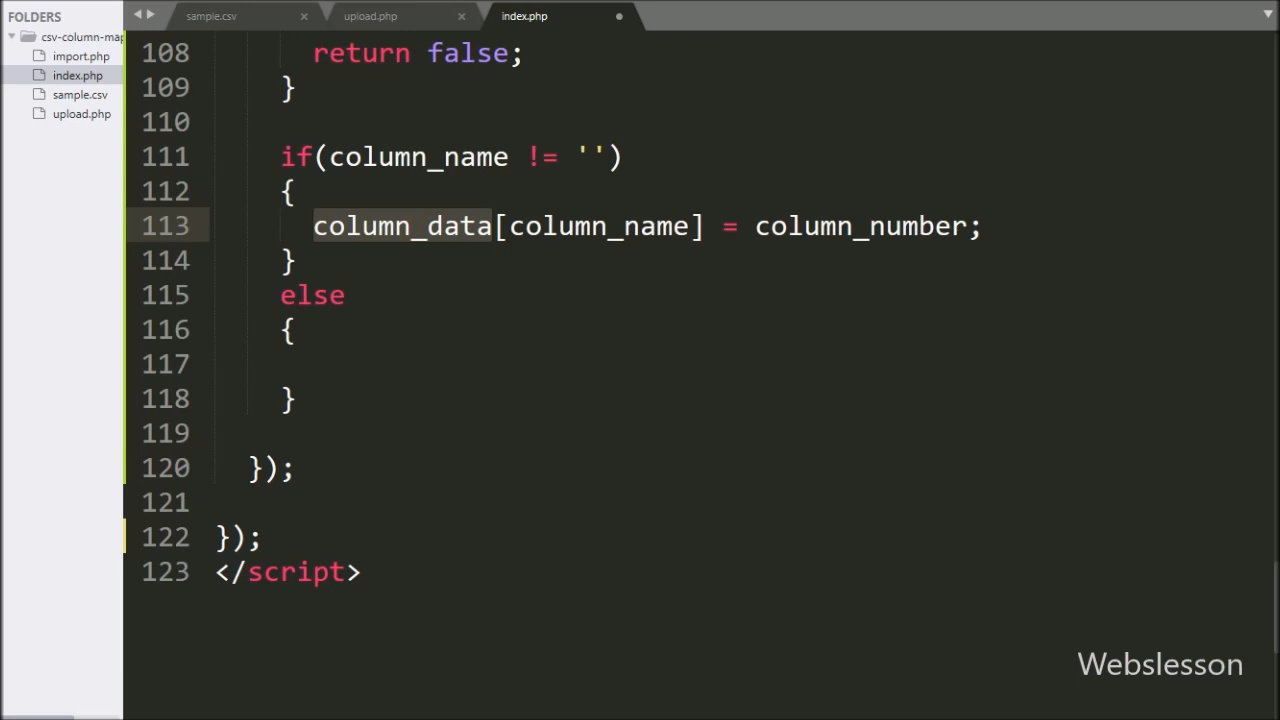 FOLDERS
csv-column-map
import.php
index.php
sample.csv
upload.php
sample.csv × upload.php × index.php
108 return false;
109 }
110
111 if(column_name != '')
112 {
113 column_data[column_name] = column_number;
114 }
115 else
116 {
117
118 }
119
120 });
121
122 });
123 </script>
Webslesson